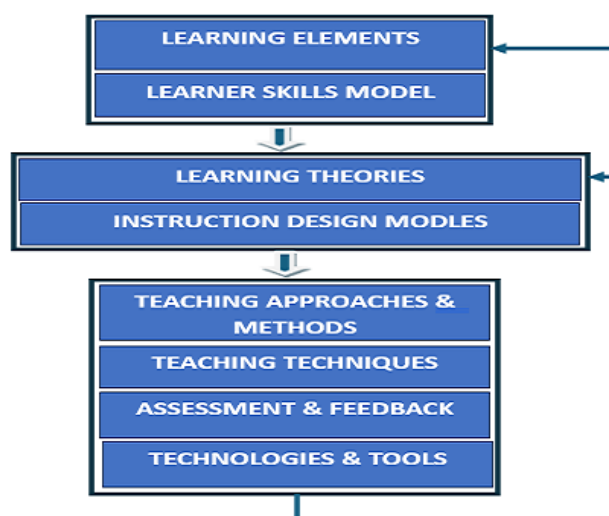 LEARNING ELEMENTS
LEARNER SKILLS MODEL
LEARNING THEORIES
INSTRUCTION DESIGN MODLES
TEACHING APPROACHES &
METHODS
TEACHING TECHNIQUES
ASSESSMENT & FEEDBACK
TECHNOLOGIES & TOOLS